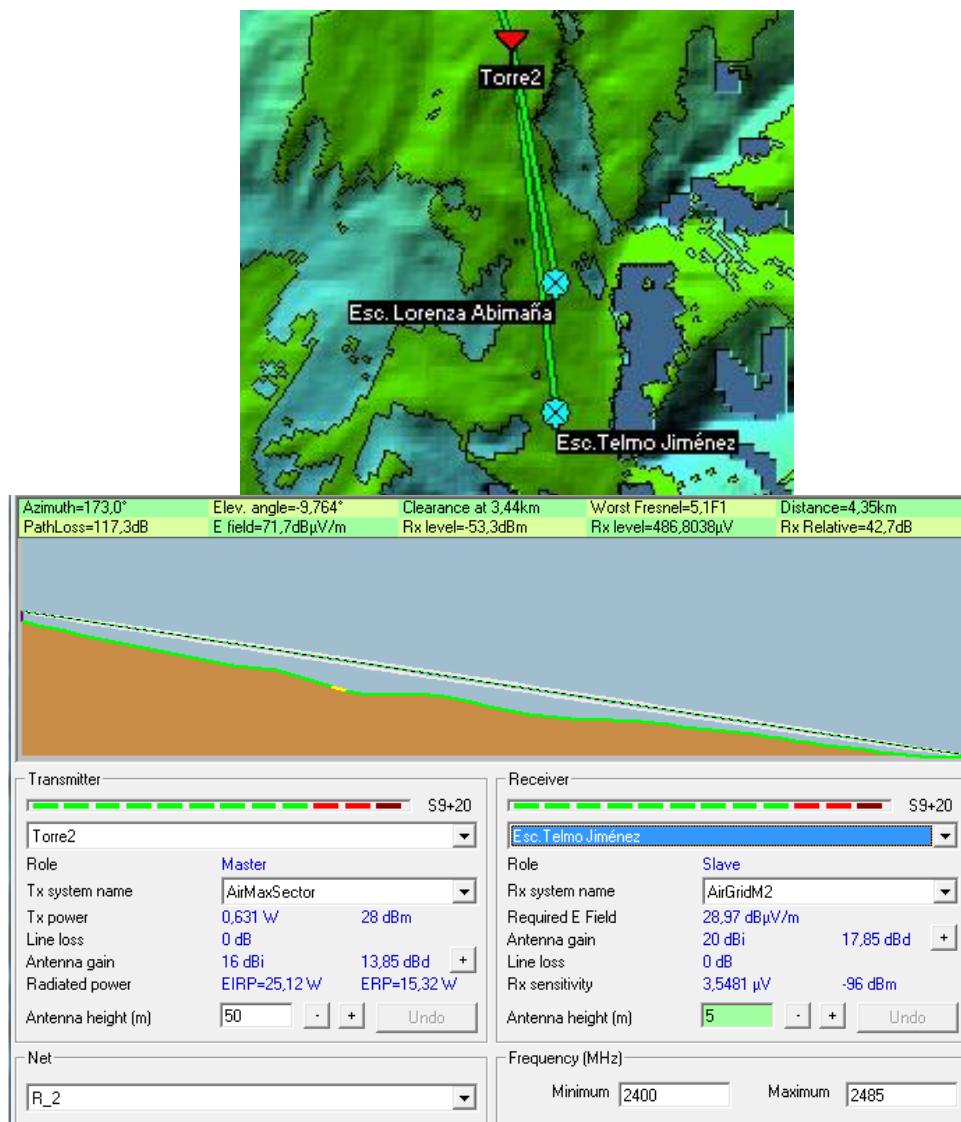 Torre2
Esc. Lorenza Abimaña
Esc.Telmo Jiménez
Azimuth=173,0° Elev. angle=-9,764° Clearance at 3,44km Worst Fresnel=5,1F1 Distance=4,35km
PathLoss=117,3dB E field=71,7dBµV/m Rx level=-53,3dBm Rx level=486,8038µV Rx Relative=42,7dB
Transmitter
S9+20
Torre2
Role Master
Tx system name AirMaxSector
Tx power 0,631 W 28 dBm
Line loss 0 dB
Antenna gain 16 dBi 13,85 dBd +
Radiated power EIRP=25,12 W ERP=15,32 W
Antenna height (m) 50 - + Undo
Net
R_2
Receiver
S9+20
Esc.Telmo Jiménez
Role Slave
Rx system name AirGridM2
Required E Field 28,97 dBµV/m
Antenna gain 20 dBi 17,85 dBd +
Line loss 0 dB
Rx sensitivity 3,5481 µV -96 dBm
Antenna height (m) 5 - + Undo
Frequency (MHz)
Minimum 2400 Maximum 2485